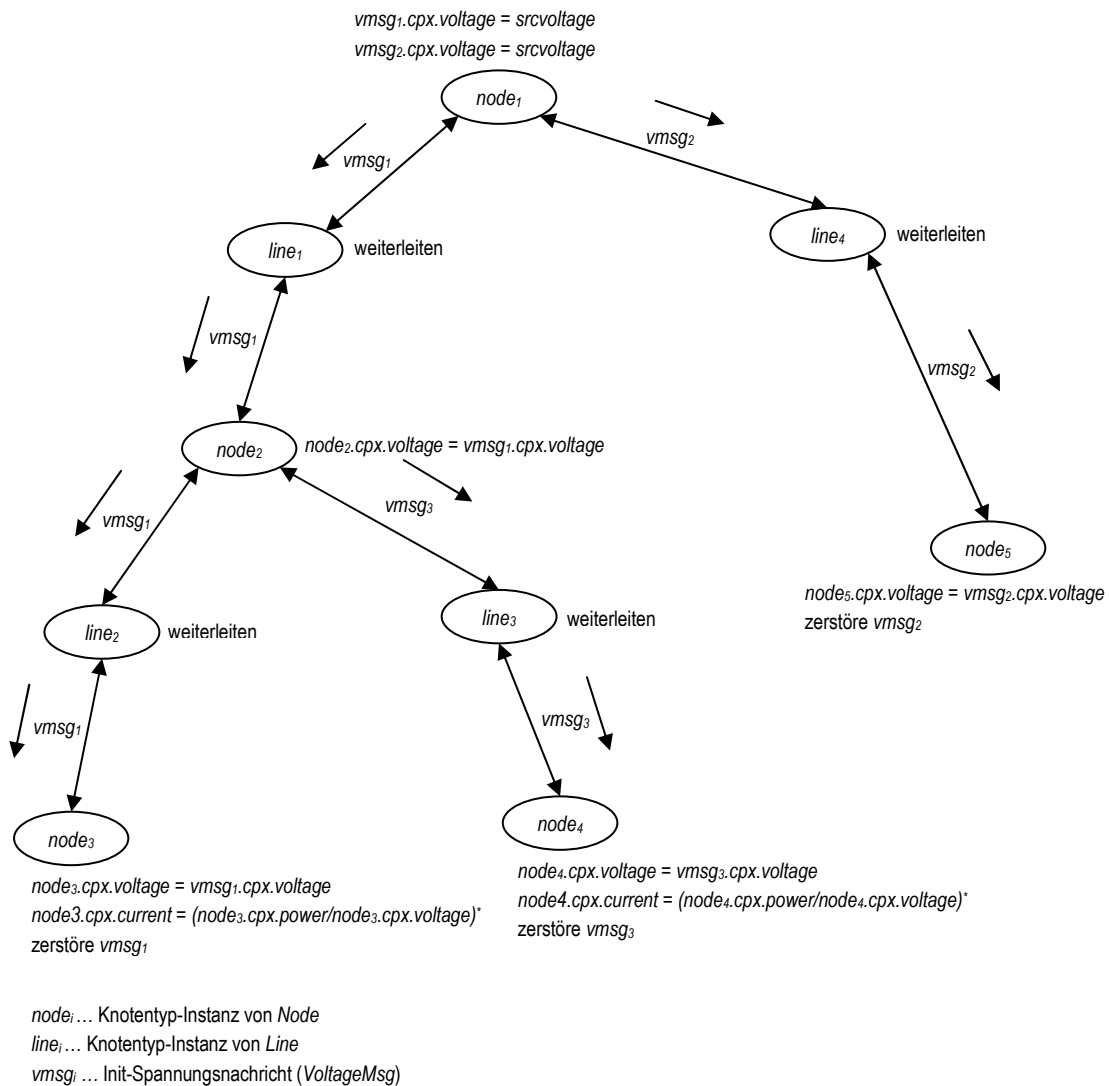 vmsg₁.cpx.voltage = srcvoltage
vmsg₂.cpx.voltage = srcvoltage
node₁
vmsg₁
vmsg₂
line₁
weiterleiten
line₄
weiterleiten
vmsg₁
vmsg₂
node₂
node₂.cpx.voltage = vmsg₁.cpx.voltage
vmsg₁
vmsg₃
node₅
node₅.cpx.voltage = vmsg₂.cpx.voltage
zerstöre vmsg₂
line₂
weiterleiten
line₃
weiterleiten
vmsg₁
vmsg₃
node₃
node₄
node₃.cpx.voltage = vmsg₁.cpx.voltage
node3.cpx.current = (node₃.cpx.power/node₃.cpx.voltage)*
zerstöre vmsg₁
node₄.cpx.voltage = vmsg₃.cpx.voltage
node4.cpx.current = (node₄.cpx.power/node₄.cpx.voltage)*
zerstöre vmsg₃
nodeᵢ … Knotentyp-Instanz von Node
lineᵢ … Knotentyp-Instanz von Line
vmsgᵢ … Init-Spannungsnachricht (VoltageMsg)